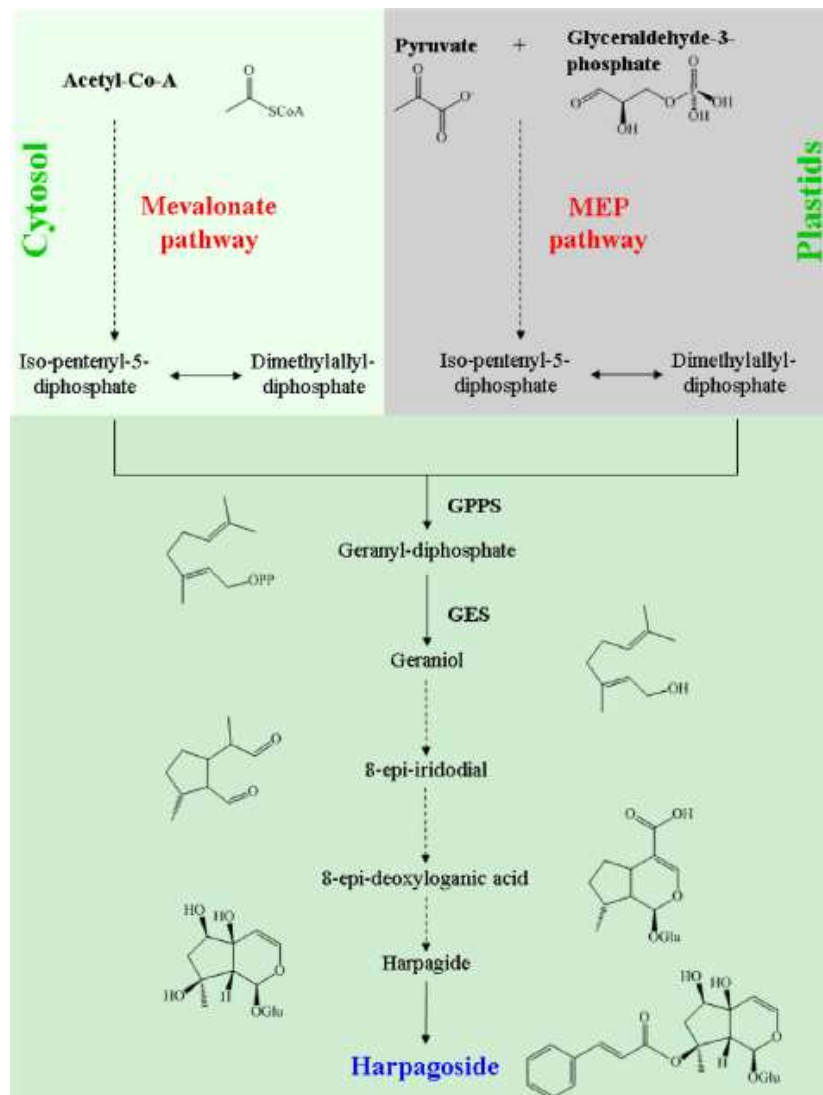 Pyruvate + Glyceraldehyde-3-
phosphate
Acetyl-Co-A
O
SCoA
O
O-
O
O
OH
O
O
P
OH
OH
Cytosol
Mevalonate
pathway
MEP
pathway
Plastids
Iso-pentenyl-5-
diphosphate
Dimethylallyl-
diphosphate
Iso-pentenyl-5-
diphosphate
Dimethylallyl-
diphosphate
GPPS
Geranyl-diphosphate
OPP
GES
Geraniol
OH
O
O
8-epi-iridodial
O
OH
8-epi-deoxyloganic acid
O
OGlu
HO
HO
Harpagide
O
HO
H
OGlu
HO
HO
O
O
O
H
OGlu
Harpagoside